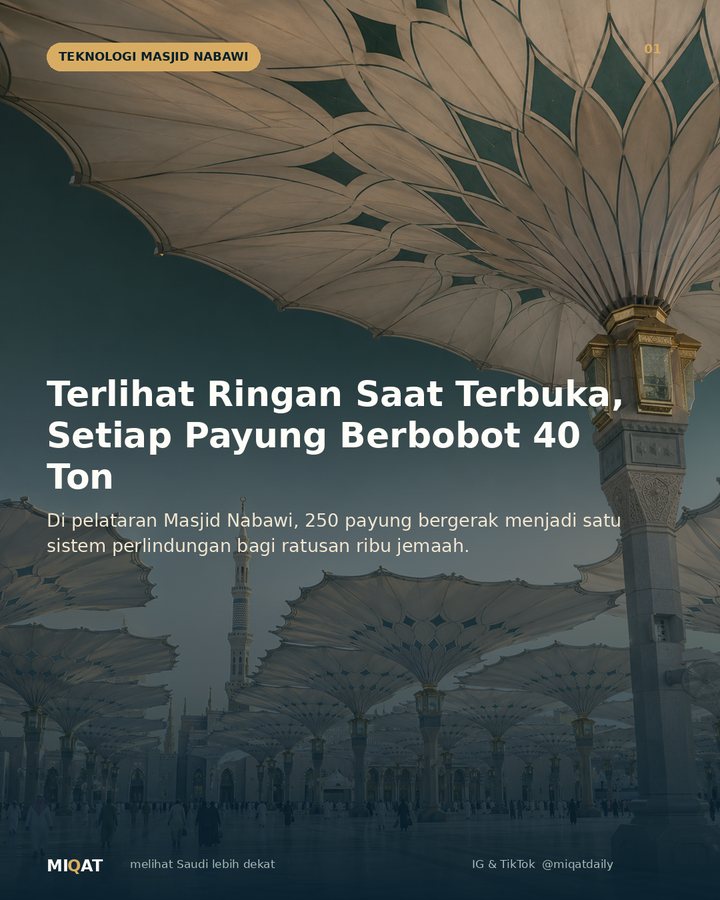 TEKNOLOGI MASJID NABAWI
01
Terlihat Ringan Saat Terbuka,
Setiap Payung Berbobot 40
Ton
Di pelataran Masjid Nabawi, 250 payung bergerak menjadi satu
sistem perlindungan bagi ratusan ribu jemaah.
MIQAT melihat Saudi lebih dekat IG & TikTok @miqatdaily